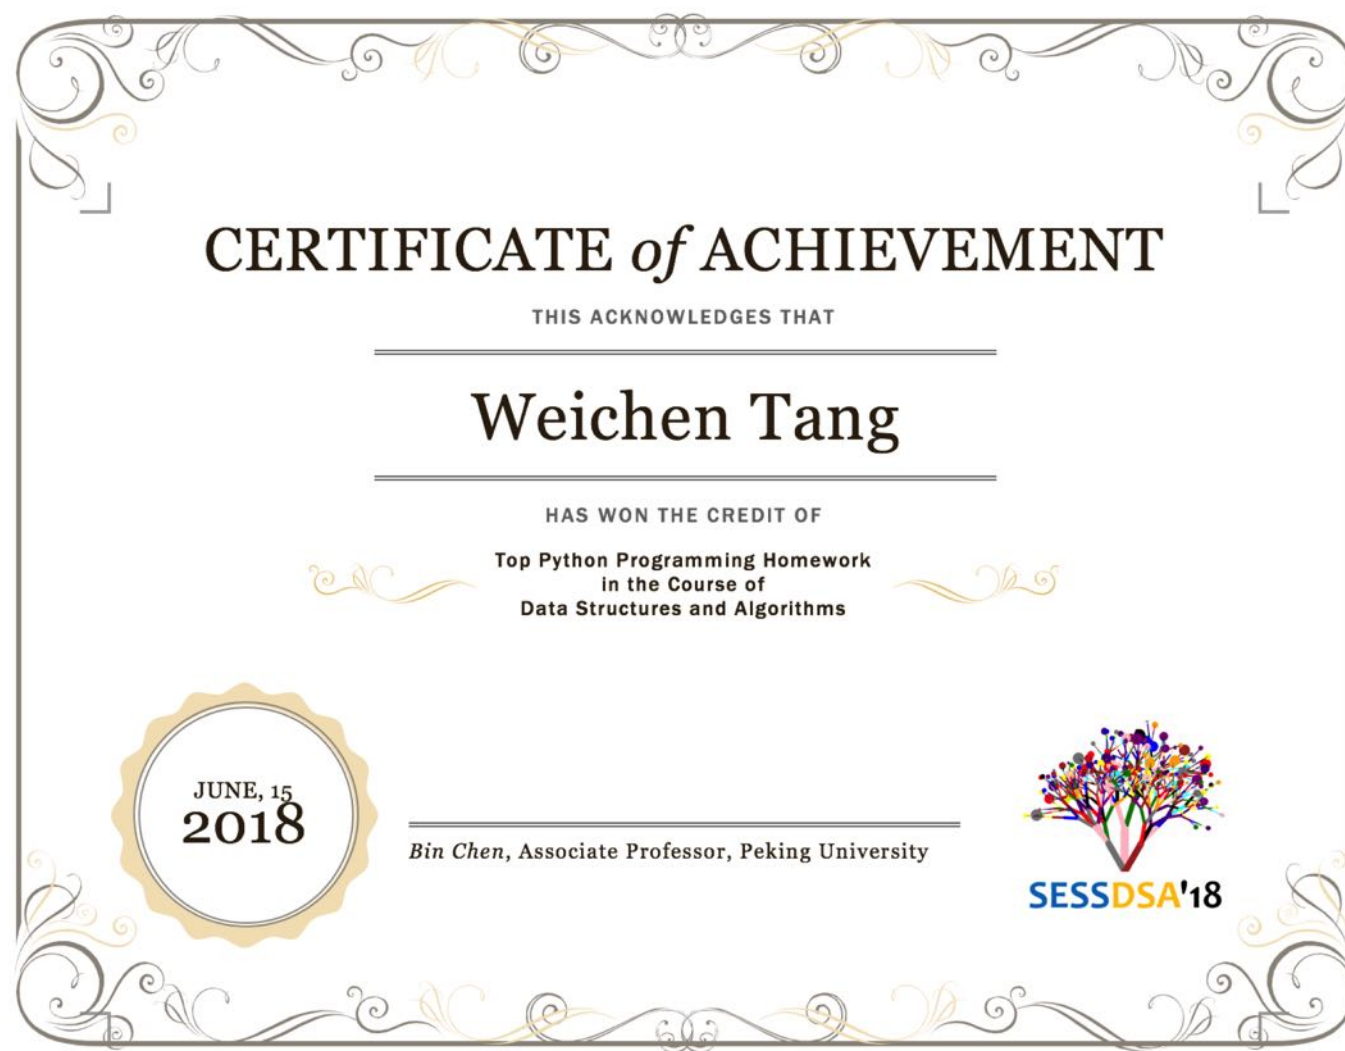 CERTIFICATE of ACHIEVEMENT
THIS ACKNOWLEDGES THAT
Weichen Tang
HAS WON THE CREDIT OF
Top Python Programming Homework
in the Course of
Data Structures and Algorithms
JUNE, 15
2018
Bin Chen, Associate Professor, Peking University
SESSDSA'18